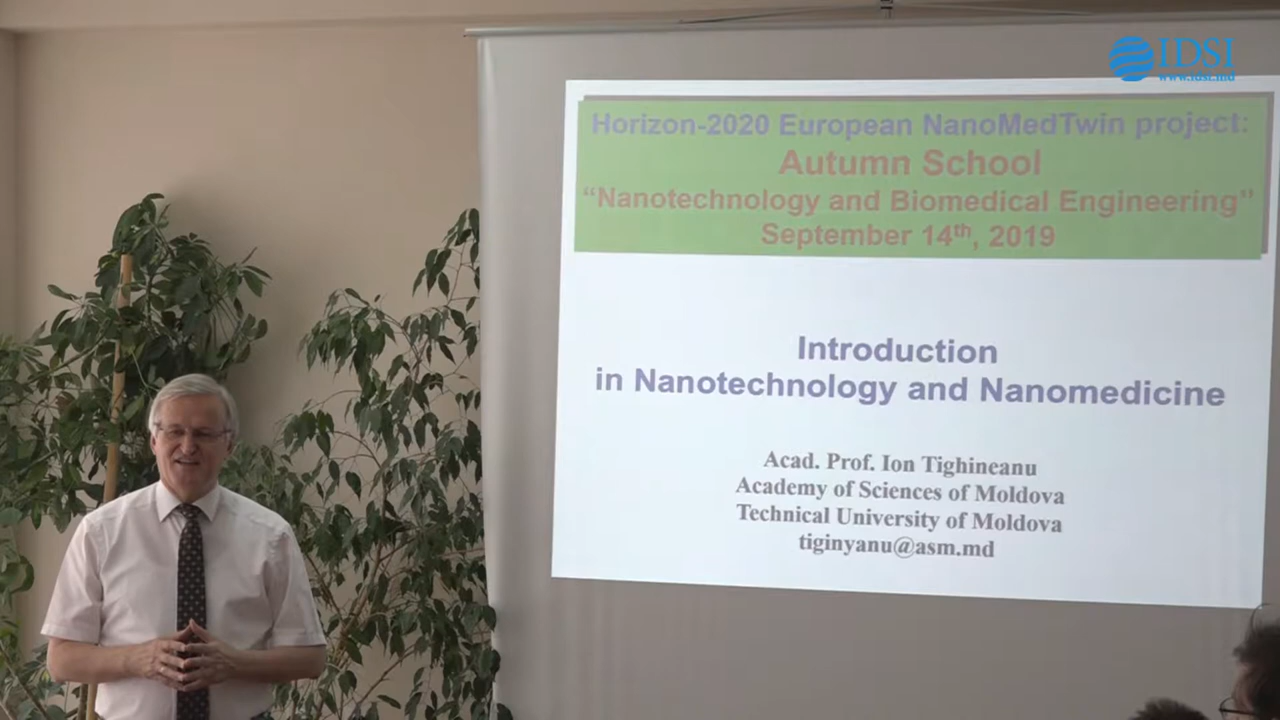 IDSI
www.idsi.md
Horizon-2020 European NanoMedTwin project:
Autumn School
“Nanotechnology and Biomedical Engineering”
September 14th, 2019
Introduction
in Nanotechnology and Nanomedicine
Acad. Prof. Ion Tighineanu
Academy of Sciences of Moldova
Technical University of Moldova
tiginyanu@asm.md